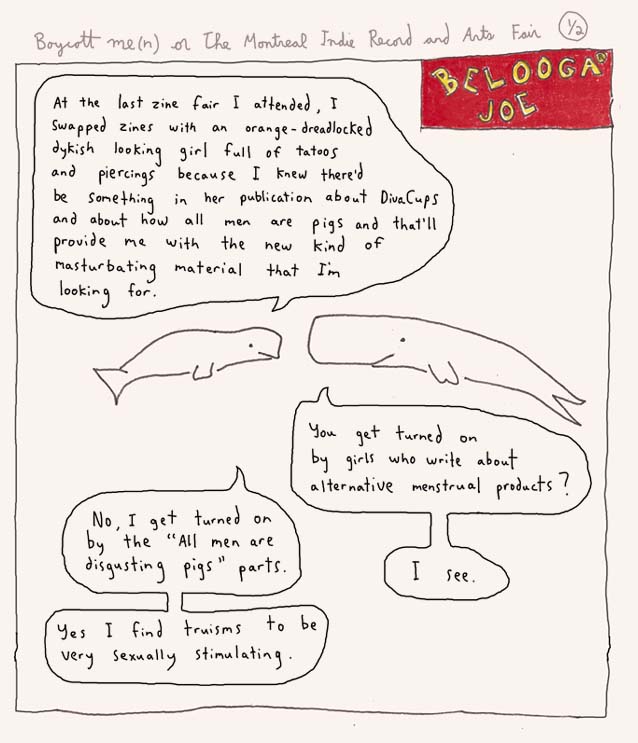 Boycott me(n) or The Montreal Indie Record and Arts Fair 1/2
BELOOGA
JOE
At the last zine fair I attended, I
swapped zines with an orange-dreadlocked
dykish looking girl full of tatoos
and piercings because I knew there'd
be something in her publication about DivaCups
and about how all men are pigs and that'll
provide me with the new kind of
masturbating material that I'm
looking for.
You get turned on
by girls who write about
alternative menstrual products?
I see.
No, I get turned on
by the "All men are
disgusting pigs" parts.
Yes I find truisms to be
very sexually stimulating.